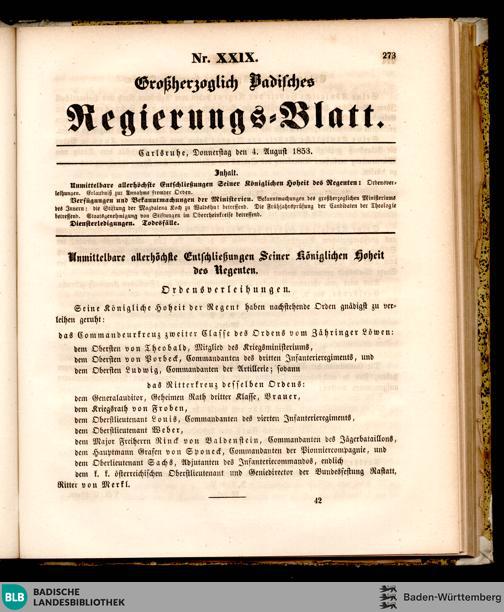 Nr. XXIX.
273
Großherzoglich Badisches
Regierungs-Blatt.
Carlsruhe, Donnerstag den 4. August 1853.
Inhalt.
Unmittelbare allerhöchste Entschließungen Seiner Königlichen Hoheit des Regenten: Ordensver-
leihungen. Erlaubniß zur Annahme fremder Orden.
Verfügungen und Bekanntmachungen der Ministerien. Bekanntmachungen des großherzoglichen Ministeriums
des Innern: die Stiftung der Magdalena Koch zu Waldshut betreffend. Die Frühjahrsprüfung der Candidaten der Theologie
betreffend. Staatsgenehmigung von Stiftungen im Oberrheinkreise betreffend.
Diensterledigungen. Todesfälle.
Unmittelbare allerhöchste Entschließungen Seiner Königlichen Hoheit
des Regenten.
Ordensverleihungen.
Seine Königliche Hoheit der Regent haben nachstehende Orden gnädigst zu ver-
leihen geruht:
das Commandeurkreuz zweiter Classe des Ordens vom Zähringer Löwen:
dem Obersten von Theobald, Mitglied des Kriegsministeriums,
dem Obersten von Porbeck, Commandanten des dritten Infanterieregiments, und
dem Obersten Ludwig, Commandanten der Artillerie; sodann
das Ritterkreuz desselben Ordens:
dem Generalauditor, Geheimen Rath dritter Klasse, Brauer,
dem Kriegsrath von Froben,
dem Oberstlieutenant Louis, Commandanten des vierten Infanterieregiments,
dem Oberstlieutenant Weber,
dem Major Freiherrn Rinck von Baldenstein, Commandanten des Jägerbataillons,
dem Hauptmann Grafen von Sponeck, Commandanten der Pionniercompagnie, und
dem Oberlieutenant Sachs, Adjutanten des Infanteriecommandos, endlich
dem k. k. österreichischen Oberstlieutenant und Geniedirector der Bundesfestung Rastatt,
Ritter von Merkl.
42
BLB BADISCHE
LANDESBIBLIOTHEK
Baden-Württemberg